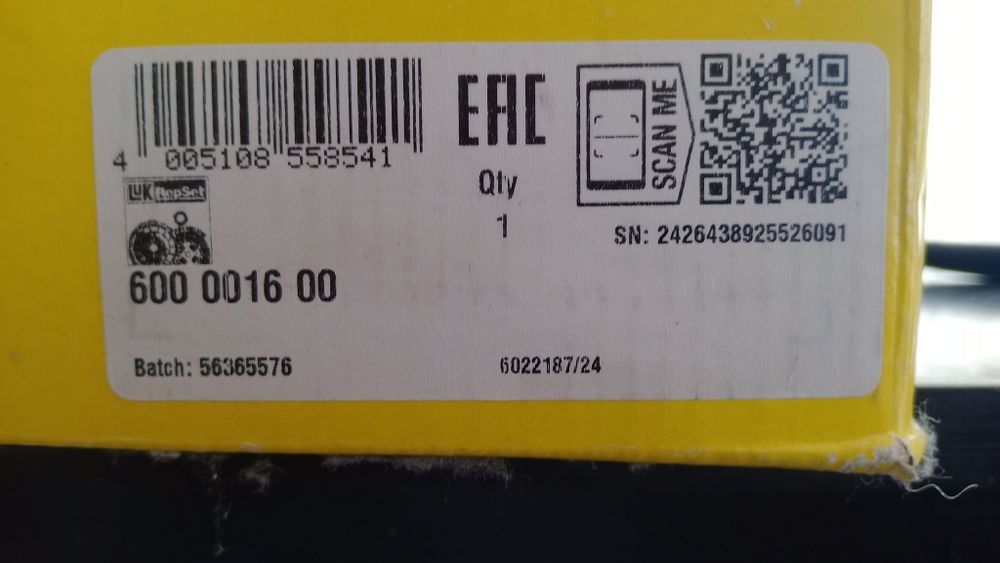 EAC
SCAN ME
4 005108 558541
LuK RepSet
Qty
1
SN: 2426438925526091
600 0016 00
Batch: 56365576
6022187/24